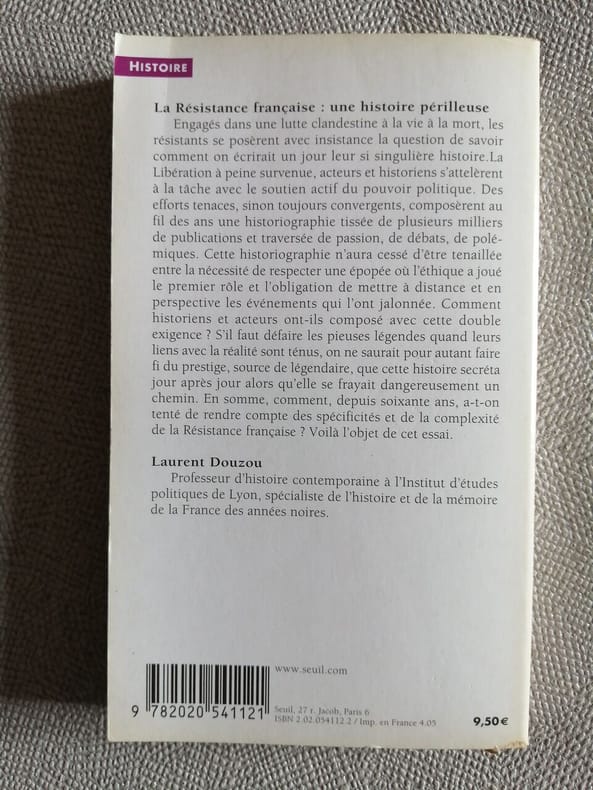 HISTOIRE
La Résistance française : une histoire périlleuse
Engagés dans une lutte clandestine à la vie à la mort, les
résistants se posèrent avec insistance la question de savoir
comment on écrirait un jour leur si singulière histoire.La
Libération à peine survenue, acteurs et historiens s'attelèrent
à la tâche avec le soutien actif du pouvoir politique. Des
efforts tenaces, sinon toujours convergents, composèrent au
fil des ans une historiographie tissée de plusieurs milliers
de publications et traversée de passion, de débats, de polé-
miques. Cette historiographie n'aura cessé d'être tenaillée
entre la nécessité de respecter une épopée où l'éthique a joué
le premier rôle et l'obligation de mettre à distance et en
perspective les événements qui l'ont jalonnée. Comment
historiens et acteurs ont-ils composé avec cette double
exigence ? S'il faut défaire les pieuses légendes quand leurs
liens avec la réalité sont ténus, on ne saurait pour autant faire
fi du prestige, source de légendaire, que cette histoire secréta
jour après jour alors qu'elle se frayait dangereusement un
chemin. En somme, comment, depuis soixante ans, a-t-on
tenté de rendre compte des spécificités et de la complexité
de la Résistance française ? Voilà l'objet de cet essai.
Laurent Douzou
Professeur d'histoire contemporaine à l'Institut d'études
politiques de Lyon, spécialiste de l'histoire et de la mémoire
de la France des années noires.
www.seuil.com
Seuil, 27 r. Jacob, Paris 6
ISBN 2.02.054112.2 / Imp. en France 4.05
9 782020 541121
9,50€